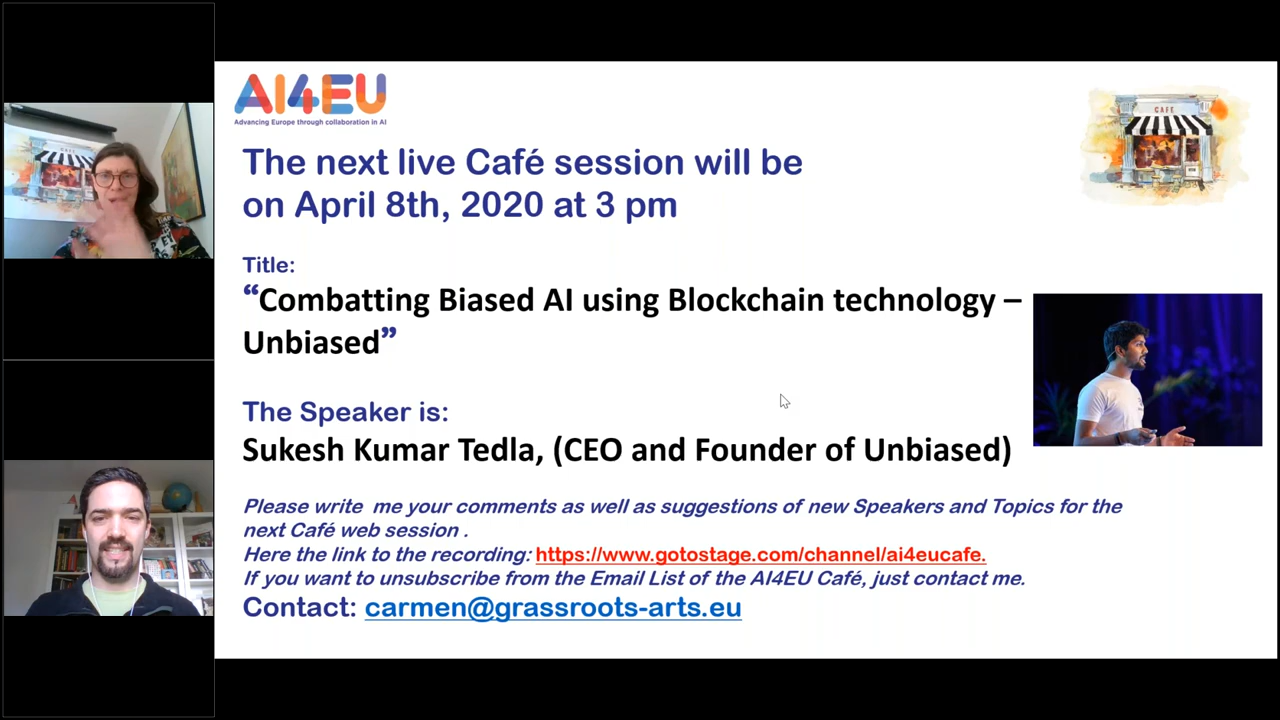 AI4EU
Advancing Europe through collaboration in AI
CAFE
The next live Café session will be
on April 8th, 2020 at 3 pm
Title:
“Combatting Biased AI using Blockchain technology –
Unbiased”
The Speaker is:
Sukesh Kumar Tedla, (CEO and Founder of Unbiased)
Please write  me your comments as well as suggestions of new Speakers and Topics for the
next Café web session .
Here the link to the recording: https://www.gotostage.com/channel/ai4eucafe.
If you want to unsubscribe from the Email List of the AI4EU Café, just contact me.
Contact: carmen@grassroots-arts.eu